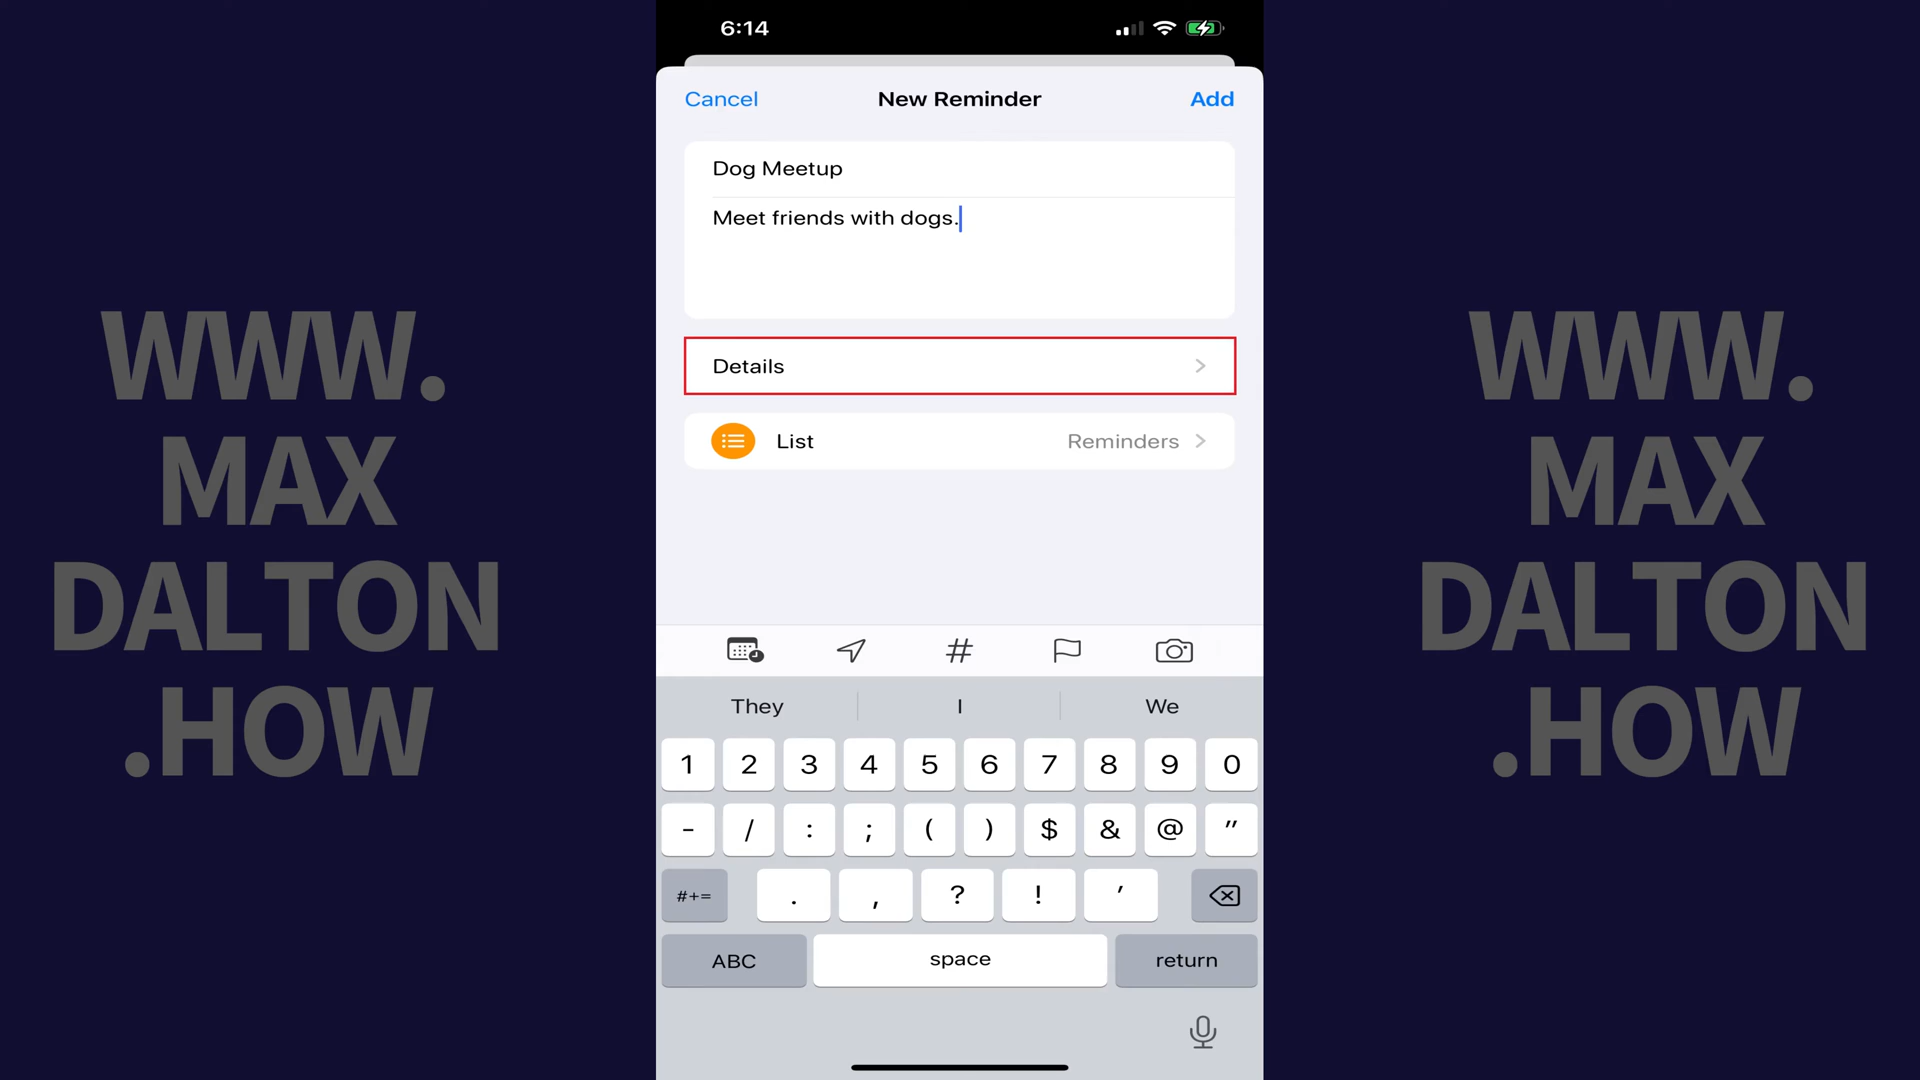 6:14
Cancel New Reminder Add
Dog Meetup
Meet friends with dogs.
Details
List Reminders
They I We
1 2 3 4 5 6 7 8 9 0
- / : ; ( ) $ & @ "
#+= . , ? ! '
ABC space return
WWW.
MAX
DALTON
.HOW
WWW.
MAX
DALTON
.HOW